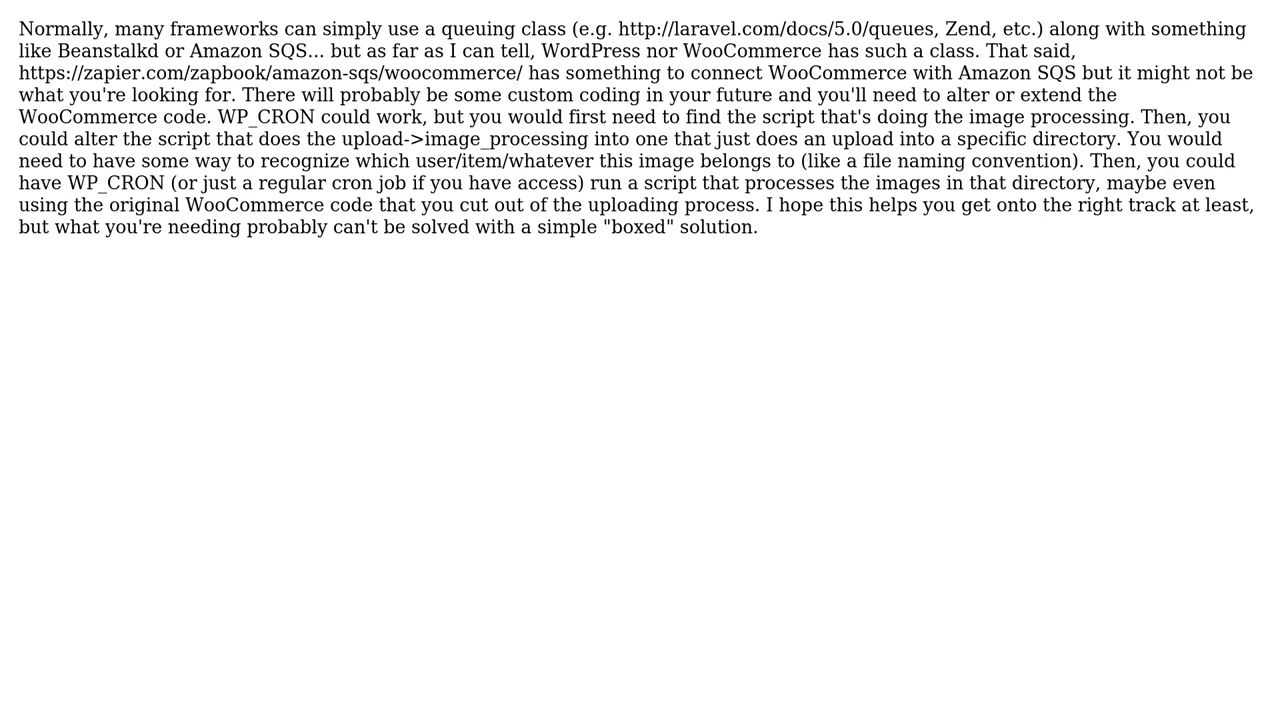 Normally, many frameworks can simply use a queuing class (e.g. http://laravel.com/docs/5.0/queues, Zend, etc.) along with something
like Beanstalkd or Amazon SQS... but as far as I can tell, WordPress nor WooCommerce has such a class. That said,
https://zapier.com/zapbook/amazon-sqs/woocommerce/ has something to connect WooCommerce with Amazon SQS but it might not be
what you're looking for. There will probably be some custom coding in your future and you'll need to alter or extend the
WooCommerce code. WP_CRON could work, but you would first need to find the script that's doing the image processing. Then, you
could alter the script that does the upload->image_processing into one that just does an upload into a specific directory. You would
need to have some way to recognize which user/item/whatever this image belongs to (like a file naming convention). Then, you could
have WP_CRON (or just a regular cron job if you have access) run a script that processes the images in that directory, maybe even
using the original WooCommerce code that you cut out of the uploading process. I hope this helps you get onto the right track at least,
but what you're needing probably can't be solved with a simple "boxed" solution.